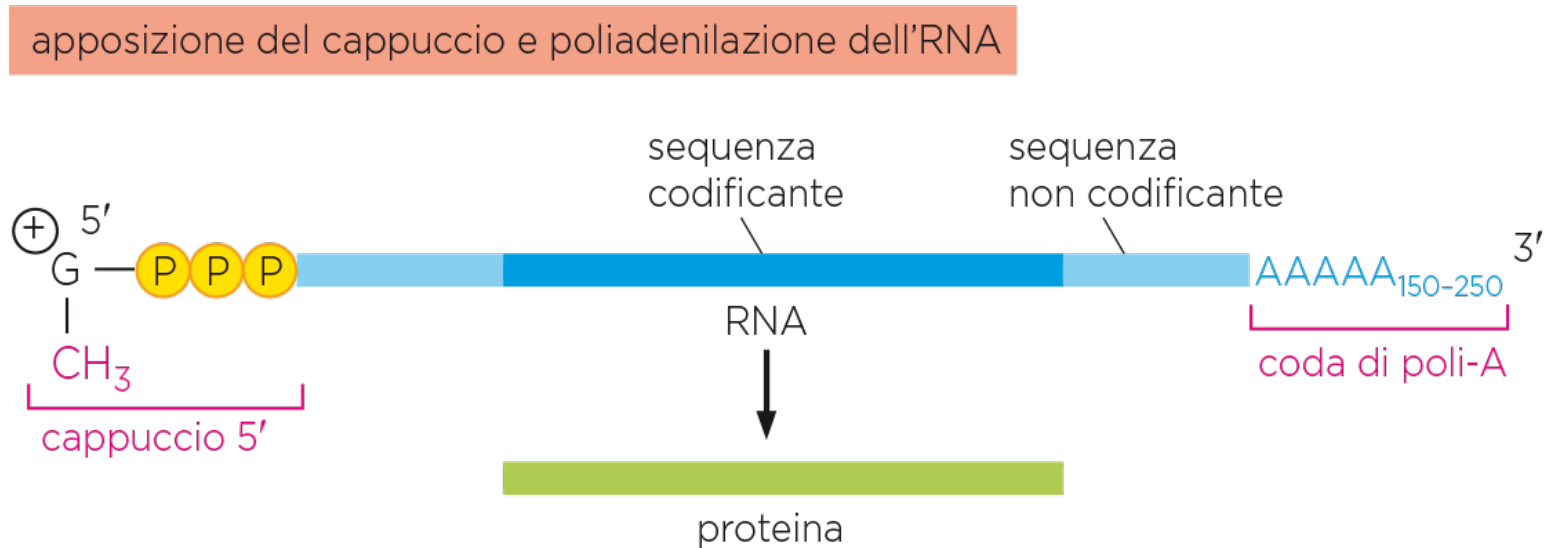 apposizione del cappuccio e poliadenilazione dell'RNA
sequenza
codificante
sequenza
non codificante
+
5′
G
P P P
AAAAA150-250
3′
CH3
RNA
cappuccio 5′
coda di poli-A
proteina